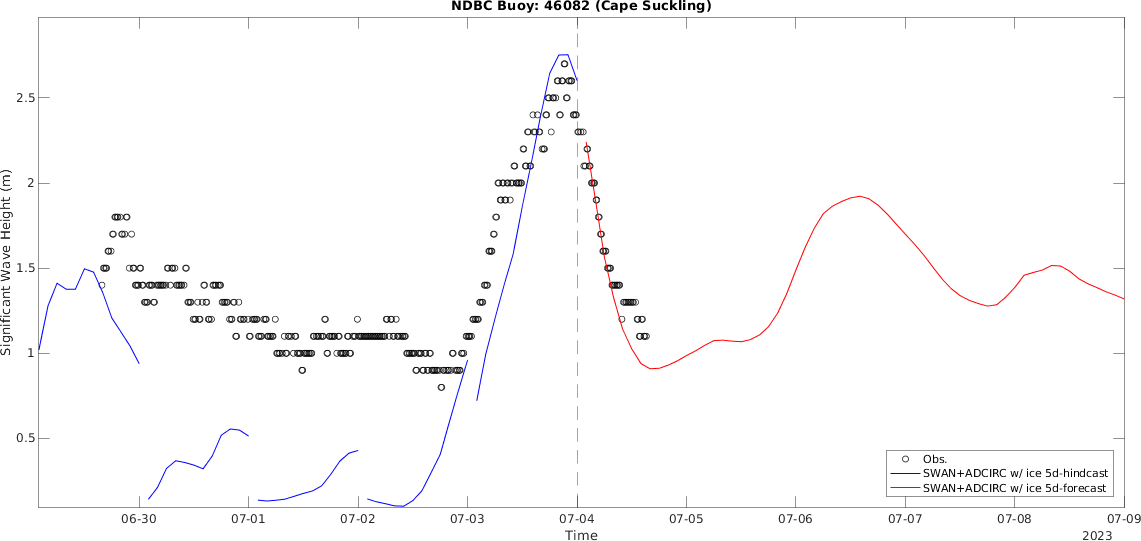 NDBC Buoy: 46082 (Cape Suckling)
Significant Wave Height (m)
2.5
2
1.5
1
0.5
Obs.
SWAN+ADCIRC w/ ice 5d-hindcast
SWAN+ADCIRC w/ ice 5d-forecast
06-30 07-01 07-02 07-03 07-04 07-05 07-06 07-07 07-08 07-09
Time
2023